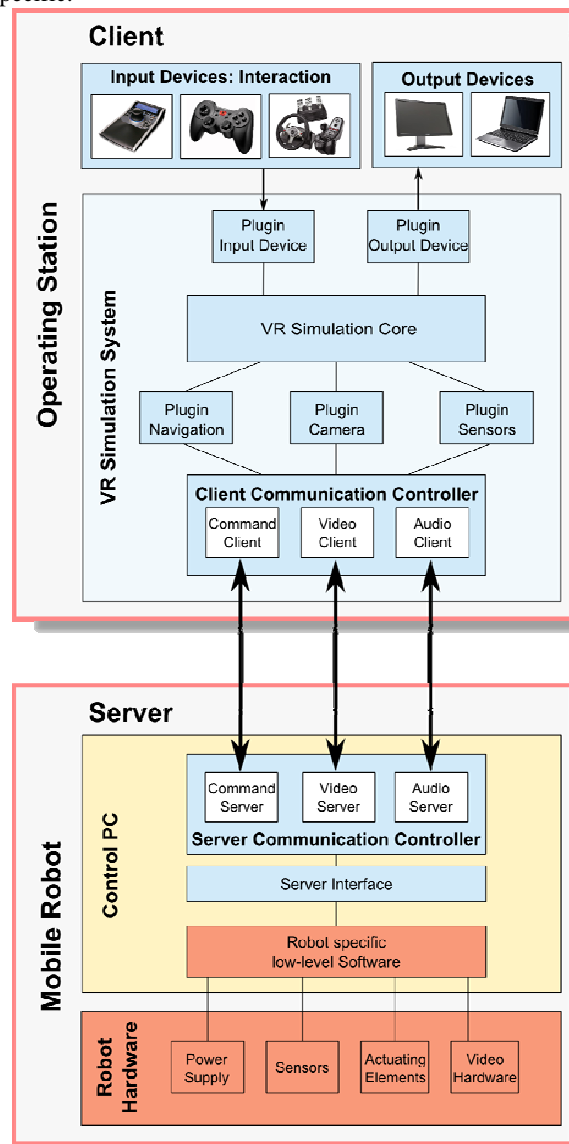 pecific.
Client
Input Devices: Interaction
Output Devices
Operating Station
VR Simulation System
Plugin
Input Device
Plugin
Output Device
VR Simulation Core
Plugin
Navigation
Plugin
Camera
Plugin
Sensors
Client Communication Controller
Command
Client
Video
Client
Audio
Client
Server
Mobile Robot
Control PC
Command
Server
Video
Server
Audio
Server
Server Communication Controller
Server Interface
Robot specific
low-level Software
Robot
Hardware
Power
Supply
Sensors
Actuating
Elements
Video
Hardware